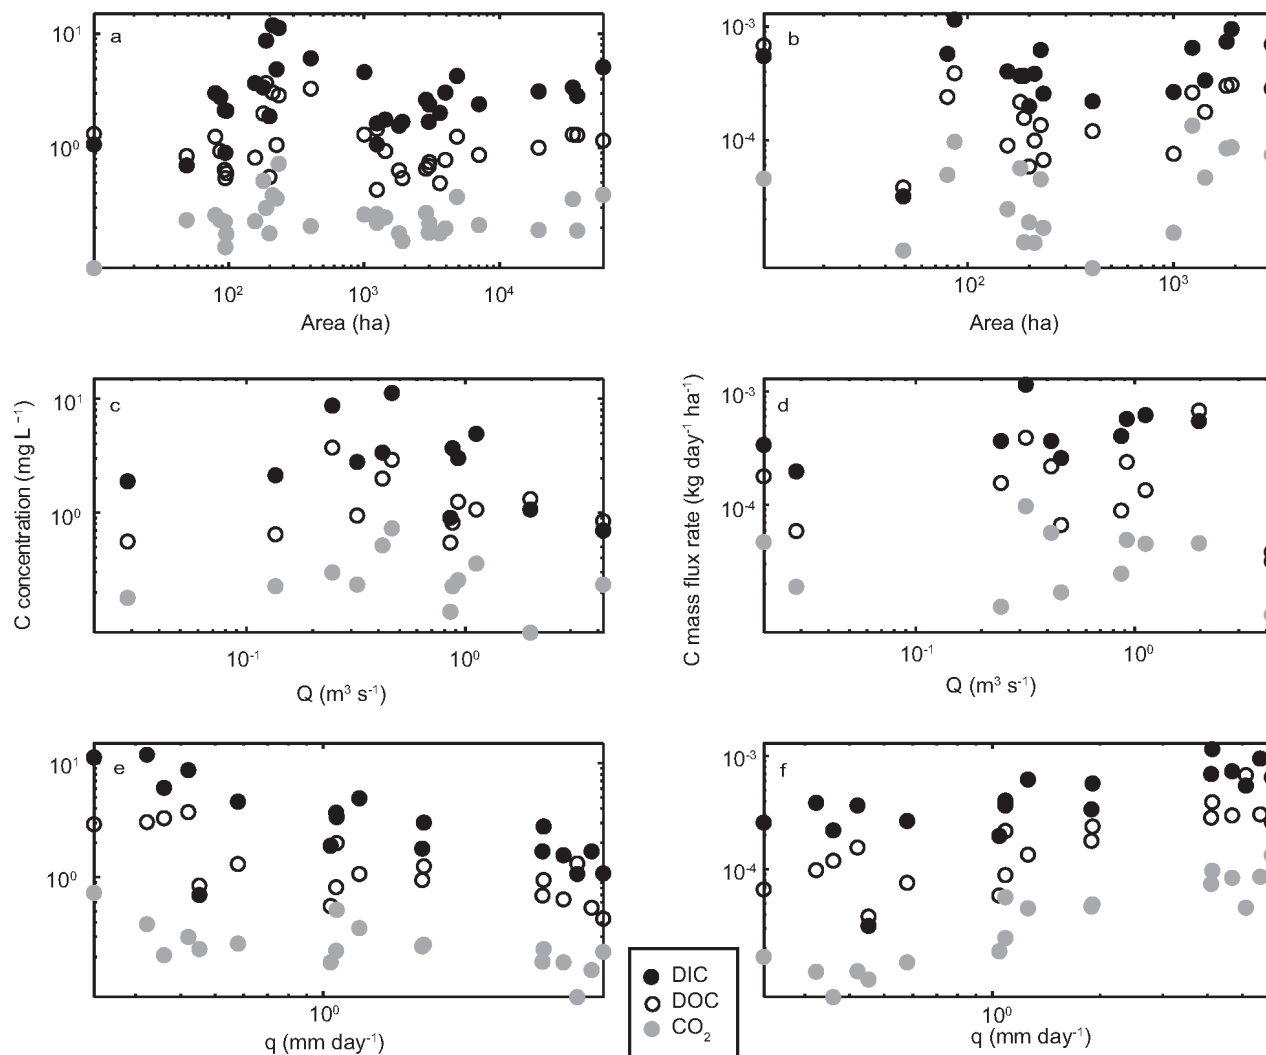 a
10¹
10⁰
10² 10³ 10⁴
Area (ha)
b
10⁻³
10⁻⁴
10² 10³
Area (ha)
C concentration (mg L⁻¹)
c
10¹
10⁰
10⁻¹ 10⁰
Q (m³ s⁻¹)
C mass flux rate (kg day⁻¹ ha⁻¹)
d
10⁻³
10⁻⁴
10⁻¹ 10⁰
Q (m³ s⁻¹)
e
10¹
10⁰
10⁰
q (mm day⁻¹)
f
10⁻³
10⁻⁴
10⁰
q (mm day⁻¹)
DIC
DOC
CO₂